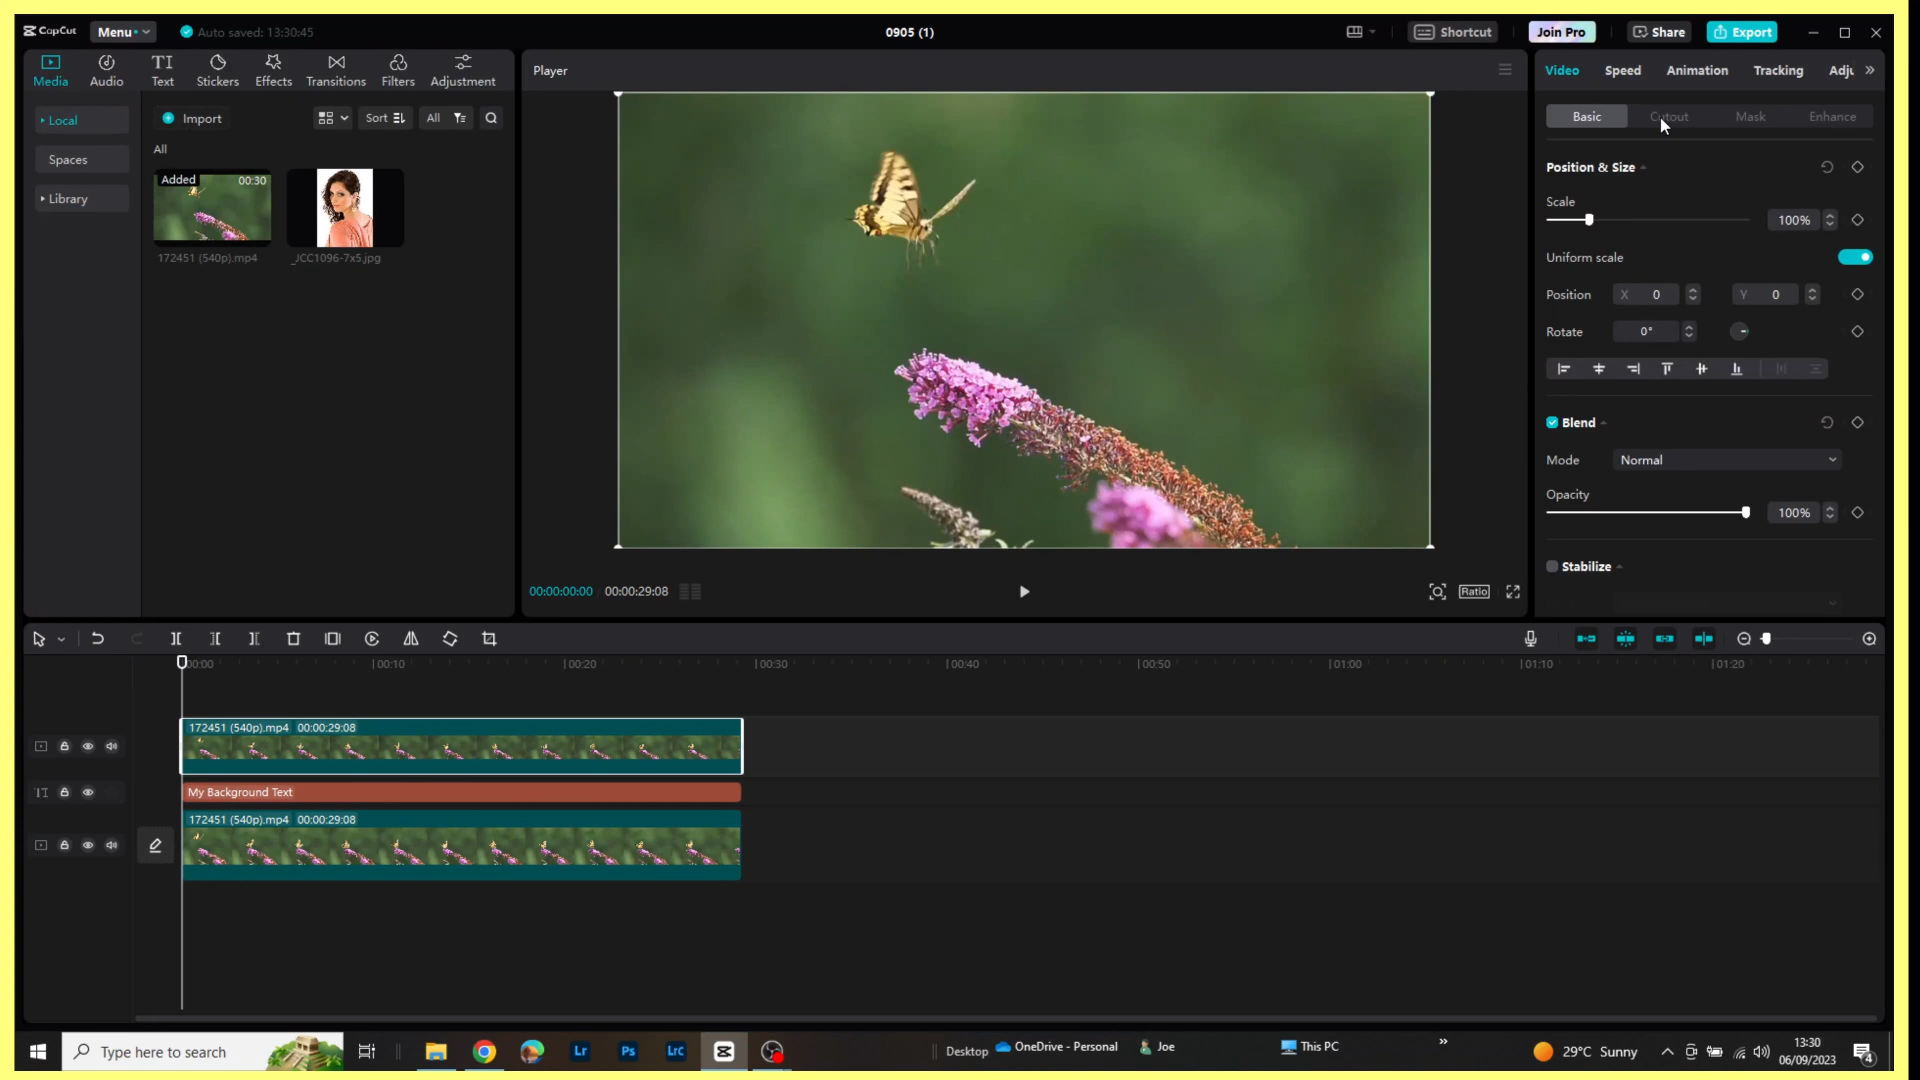 CapCut
Menu
Auto saved: 13:30:45
0905 (1)
Shortcut
Join Pro
Share
Export
Media
Audio
Text
Stickers
Effects
Transitions
Filters
Adjustment
Local
Spaces
Library
Import
Sort
All
All
Added
00:30
172451 (540p).mp4
_JCC1096-7x5.jpg
Player
00:00:00:00
00:00:29:08
Ratio
Video
Speed
Animation
Tracking
Adju
Basic
Cutout
Mask
Enhance
Position & Size
Scale
100%
Uniform scale
Position
X 0
Y 0
Rotate
0°
Blend
Mode
Normal
Opacity
100%
Stabilize
00:00
00:10
00:20
00:30
00:40
00:50
01:00
01:10
01:20
172451 (540p).mp4 00:00:29:08
TI
My Background Text
172451 (540p).mp4 00:00:29:08
Type here to search
Lr
Ps
LrC
Desktop
OneDrive - Personal
Joe
This PC
29°C Sunny
13:30
06/09/2023
4